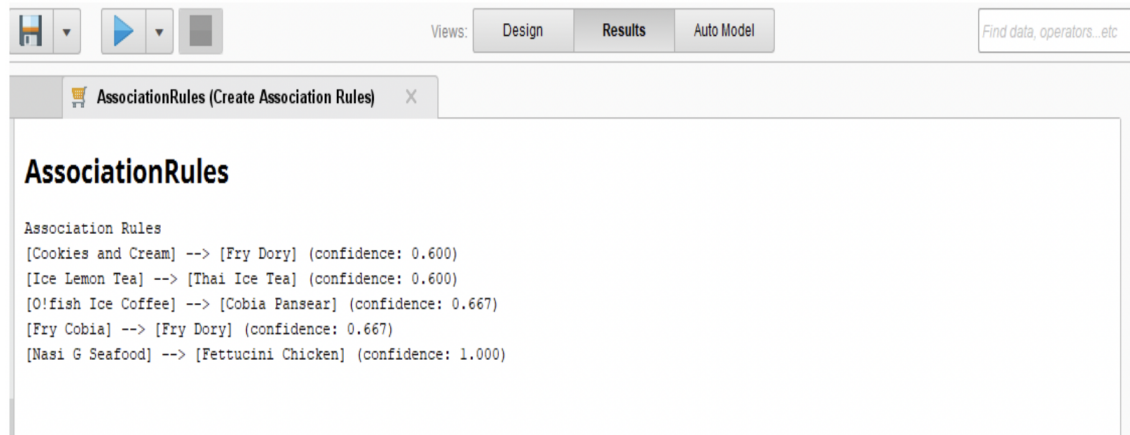 Views: Design Results Auto Model Find data, operators...etc
AssociationRules (Create Association Rules)
AssociationRules
Association Rules
[Cookies and Cream] --> [Fry Dory] (confidence: 0.600)
[Ice Lemon Tea] --> [Thai Ice Tea] (confidence: 0.600)
[O!fish Ice Coffee] --> [Cobia Pansear] (confidence: 0.667)
[Fry Cobia] --> [Fry Dory] (confidence: 0.667)
[Nasi G Seafood] --> [Fettucini Chicken] (confidence: 1.000)